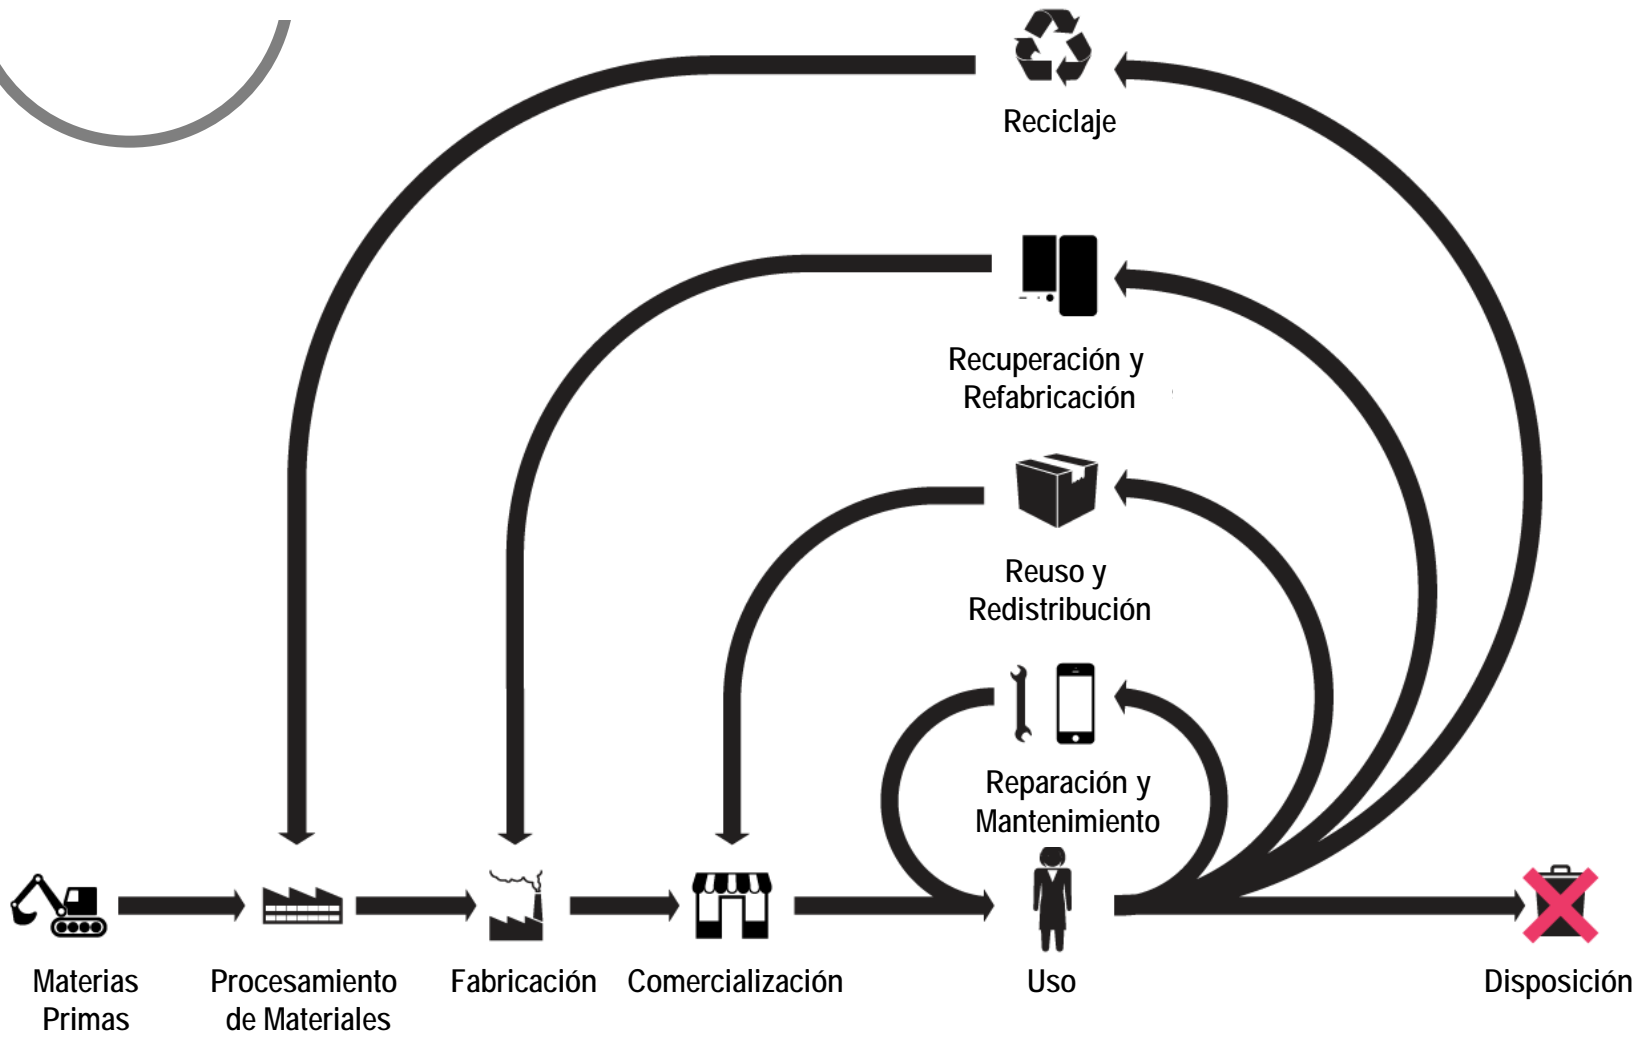 Reciclaje
Recuperación y
Refabricación
Reuso y
Redistribución
Reparación y
Mantenimiento
Materias
Primas
Procesamiento
de Materiales
Fabricación
Comercialización
Uso
Disposición